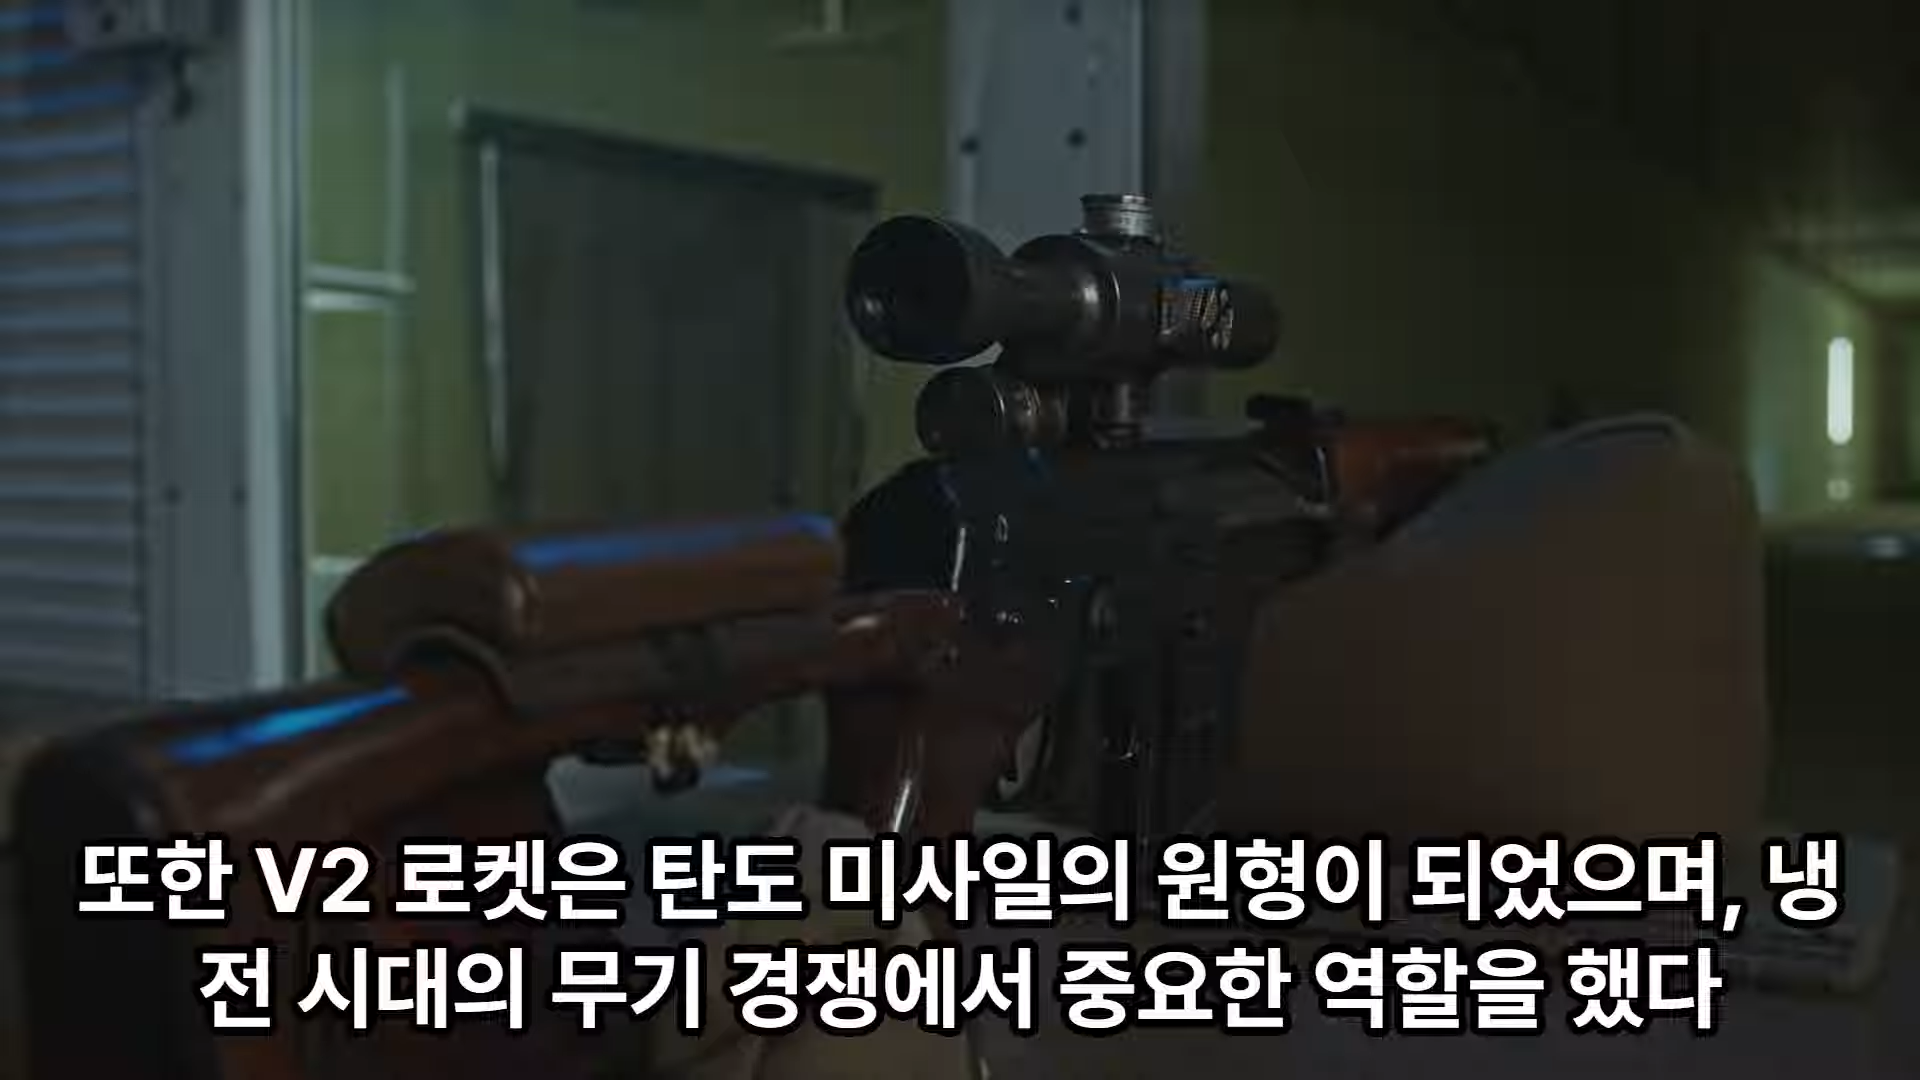 또한 V2 로켓은 탄도 미사일의 원형이 되었으며, 냉
전 시대의 무기 경쟁에서 중요한 역할을 했다